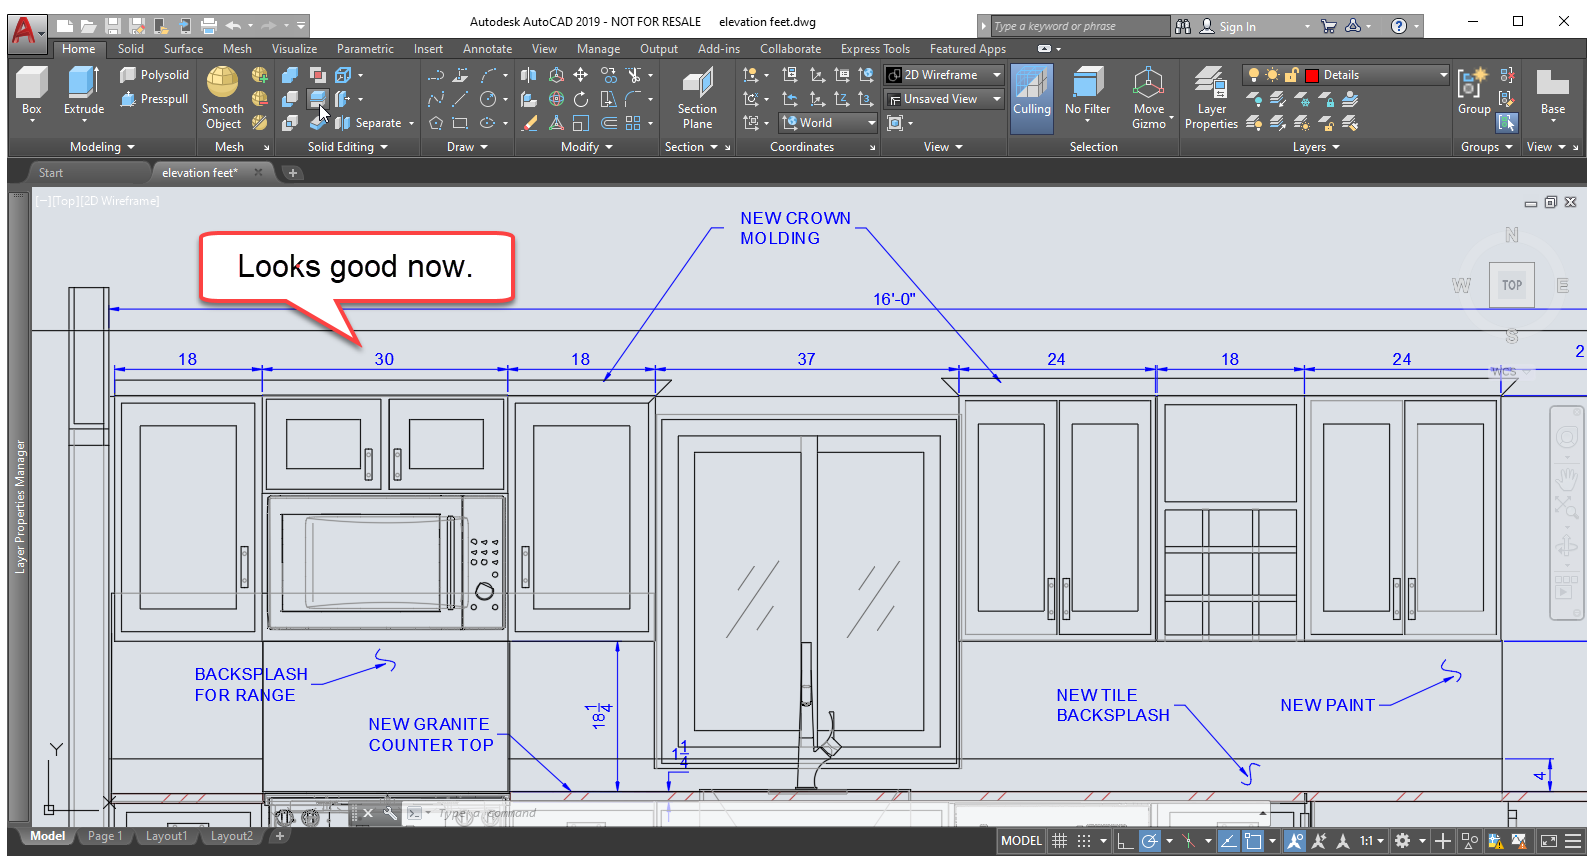 Autodesk AutoCAD 2019 - NOT FOR RESALE elevation feet.dwg
Type a keyword or phrase
Sign In
Home Solid Surface Mesh Visualize Parametric Insert Annotate View Manage Output Add-ins Collaborate Express Tools Featured Apps
Box
Extrude
Polysolid
Presspull
Smooth
Object
Separate
Section
Plane
World
2D Wireframe
Unsaved View
Culling
No Filter
Move
Gizmo
Layer
Properties
Details
Group
Base
Modeling
Mesh
Solid Editing
Draw
Modify
Section
Coordinates
View
Selection
Layers
Groups
View
Start
elevation feet*
[−][Top][2D Wireframe]
Looks good now.
NEW CROWN
MOLDING
16'-0"
N
W
TOP
E
S
WCS
18
30
18
37
24
18
24
2
Layer Properties Manager
BACKSPLASH
FOR RANGE
NEW GRANITE
COUNTER TOP
18 1/4
1 1/4
NEW TILE
BACKSPLASH
NEW PAINT
4
Y
Type a command
Model
Page 1
Layout1
Layout2
MODEL
1:1